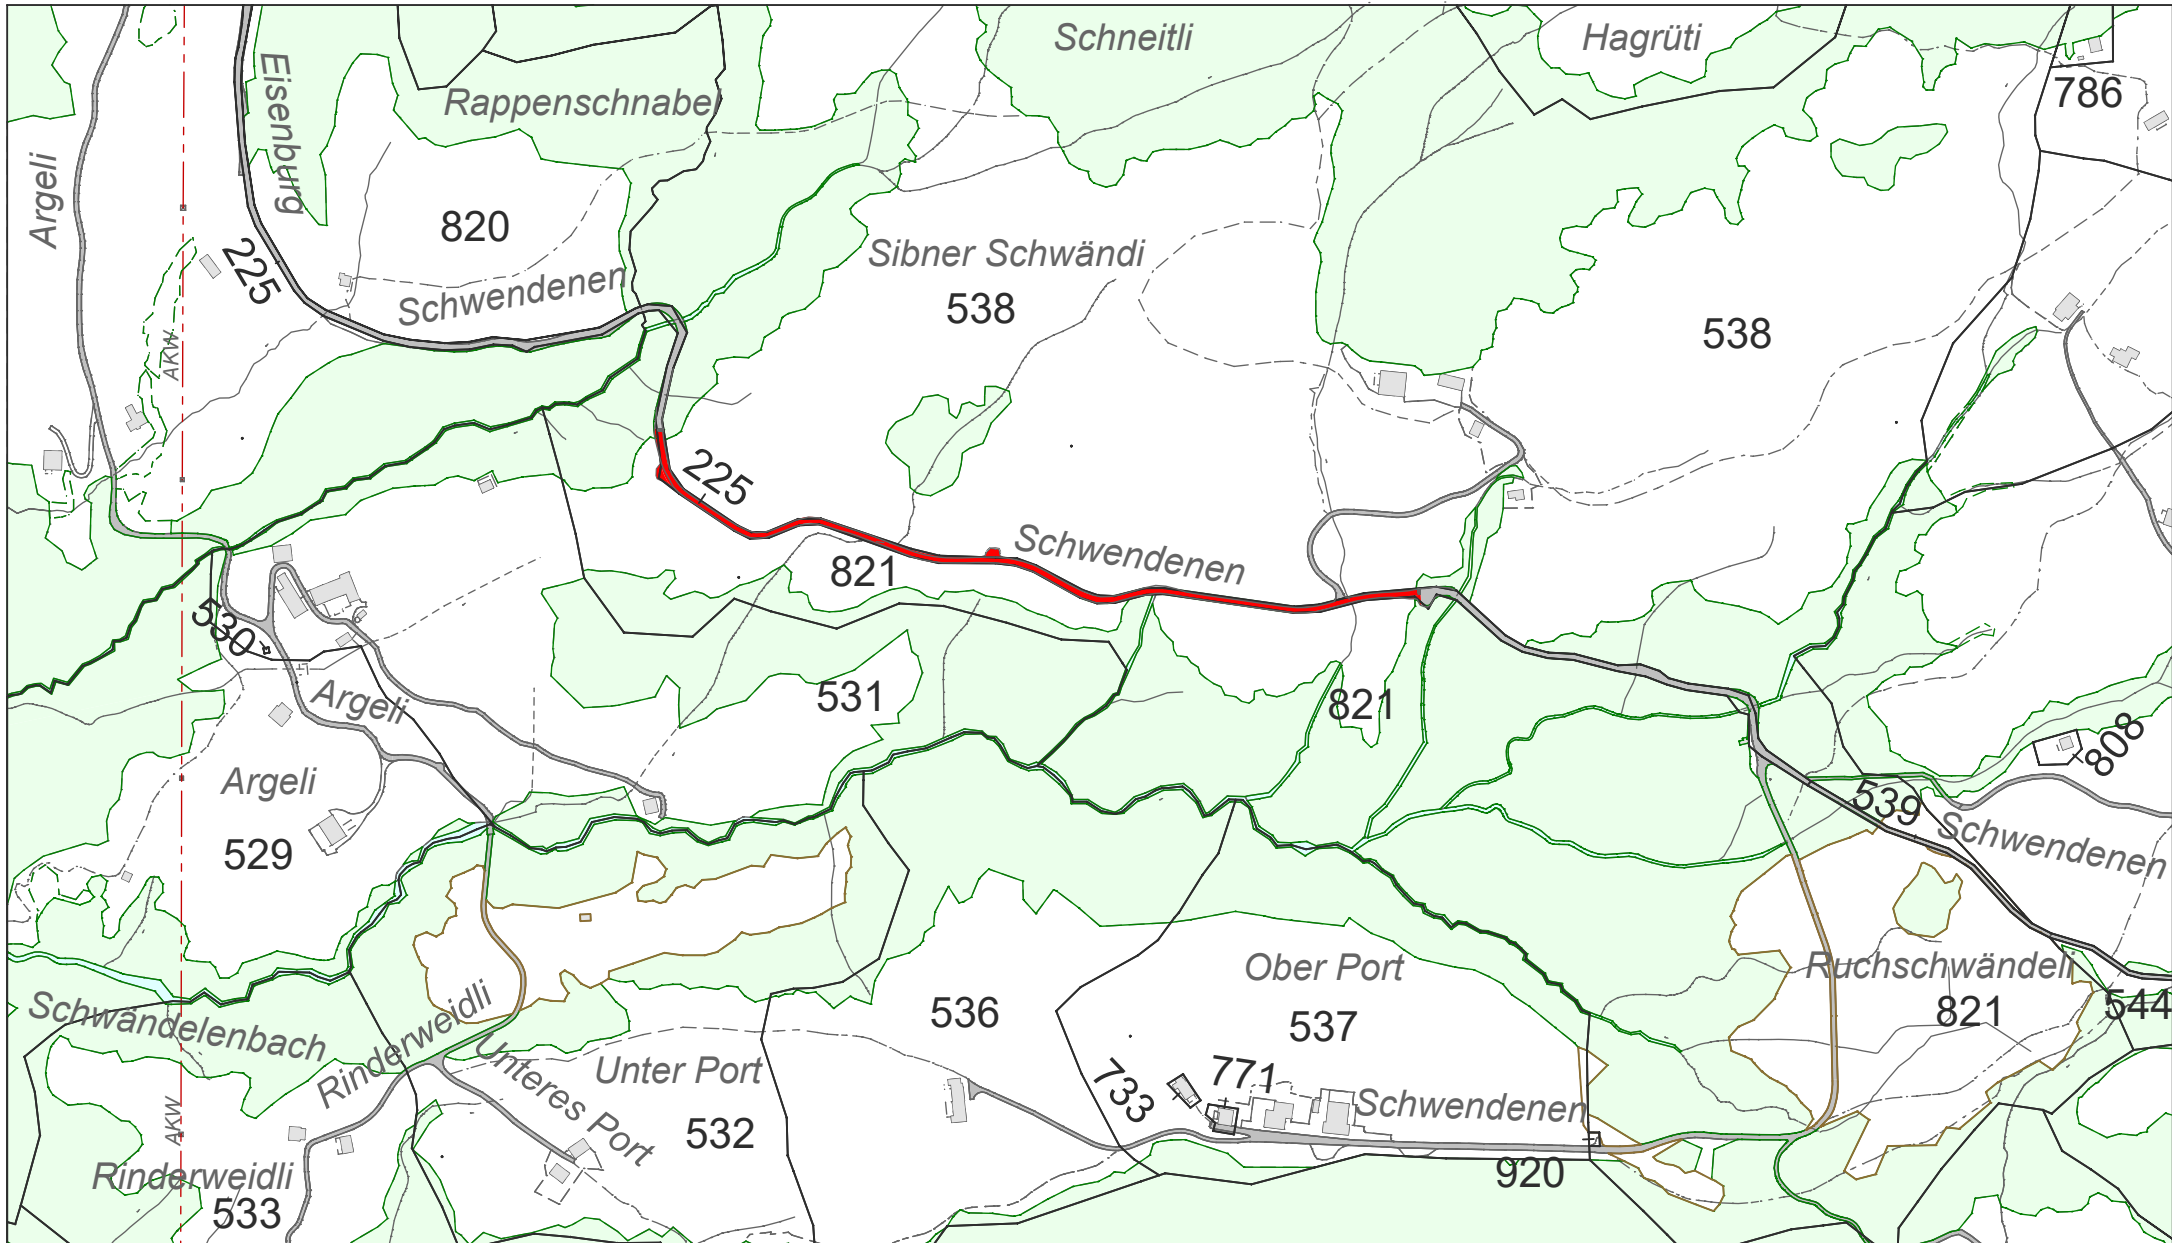 Schneitli
Hagrüti
Eisenburg
Rappenschnabel
786
Argeli
820
225
Sibner Schwändi
Schwendenen
538
538
AKW
225
Schwendenen
821
530
Argeli
531
821
808
Argeli
539
Schwendenen
529
Ober Port
Ruchschwändeli
Schwändelenbach
Rinderweidli
536
537
821
544
Unteres Port
Unter Port
733
771
Schwendenen
AKW
532
Rinderweidli
920
533